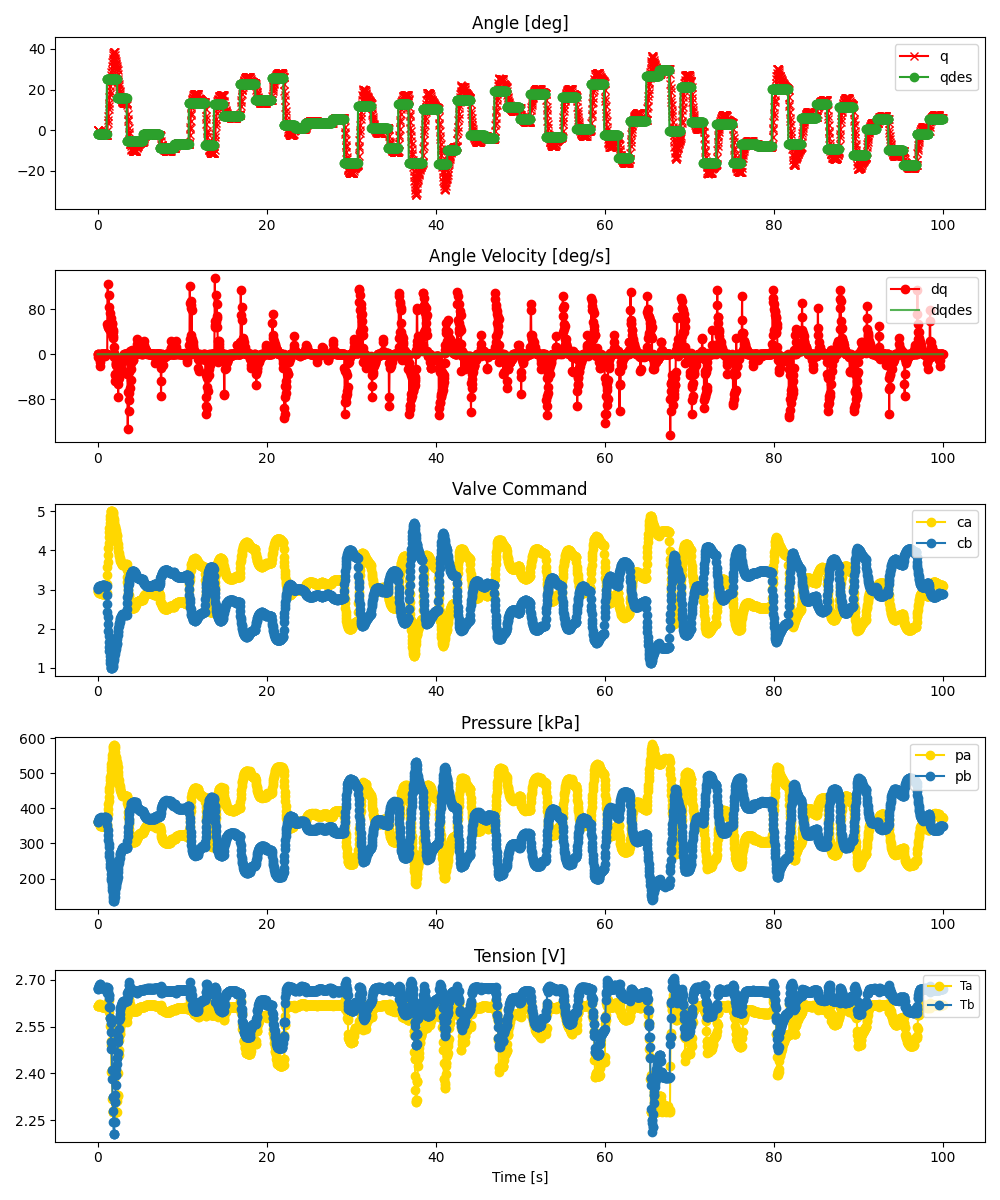 Angle [deg]
40
20
0
−20
q
qdes
0 20 40 60 80 100
Angle Velocity [deg/s]
80
0
−80
dq
dqdes
0 20 40 60 80 100
Valve Command
5
4
3
2
1
ca
cb
0 20 40 60 80 100
Pressure [kPa]
600
500
400
300
200
pa
pb
0 20 40 60 80 100
Tension [V]
2.70
2.55
2.40
2.25
Ta
Tb
0 20 40 60 80 100
Time [s]